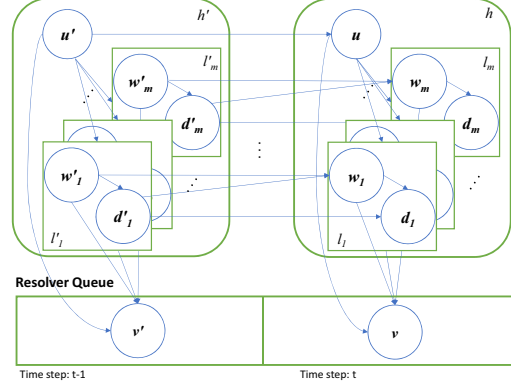 h'
h
u'
u
l'm
lm
w'm
wm
d'm
dm
w'1
w1
d'1
d1
l'1
l1
Resolver Queue
v'
v
Time step: t-1
Time step: t